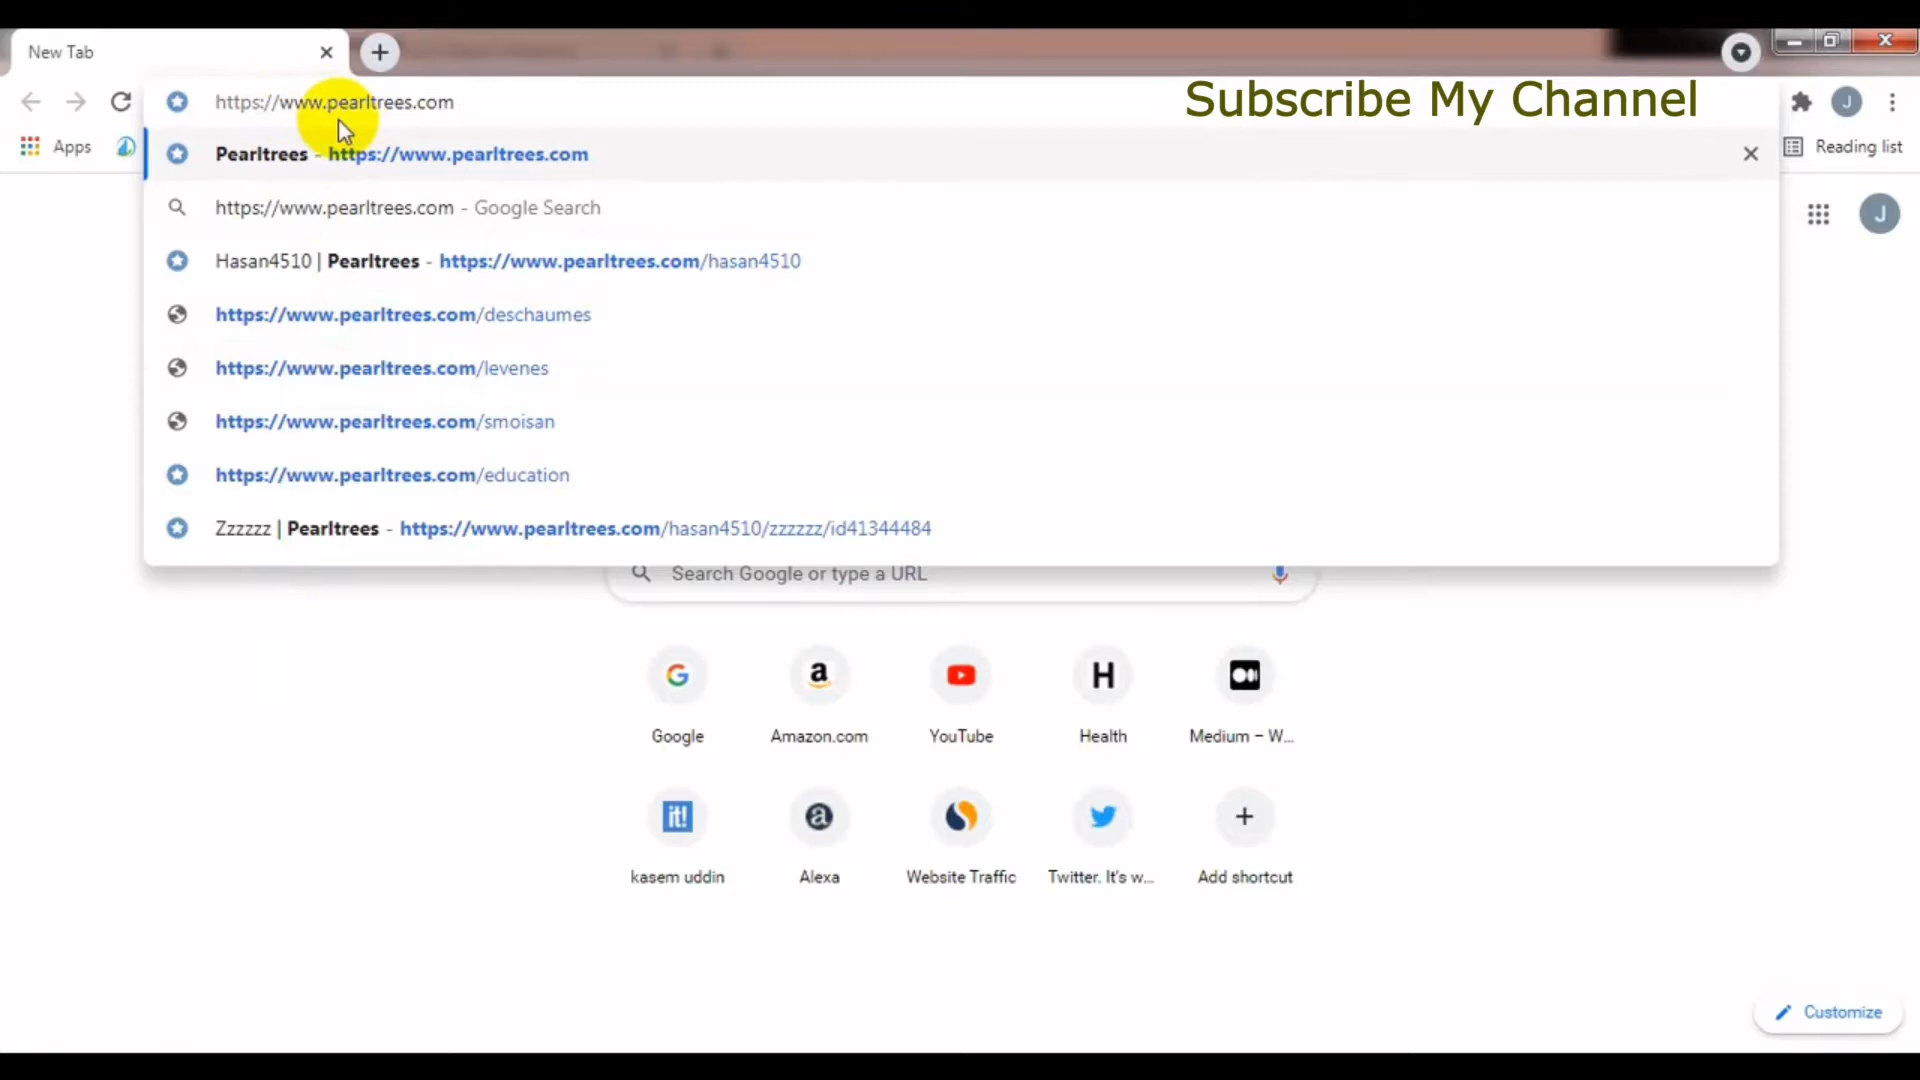 New Tab
https://www.pearltrees.com
Subscribe My Channel
J
Apps
Pearltrees - https://www.pearltrees.com
Reading list
https://www.pearltrees.com - Google Search
J
Hasan4510 | Pearltrees - https://www.pearltrees.com/hasan4510
https://www.pearltrees.com/deschaumes
https://www.pearltrees.com/levenes
https://www.pearltrees.com/smoisan
https://www.pearltrees.com/education
Zzzzzz | Pearltrees - https://www.pearltrees.com/hasan4510/zzzzzz/id41344484
Search Google or type a URL
G a H
Google Amazon.com YouTube Health Medium – W...
it! a
kasem uddin Alexa Website Traffic Twitter. It's w... Add shortcut
Customize